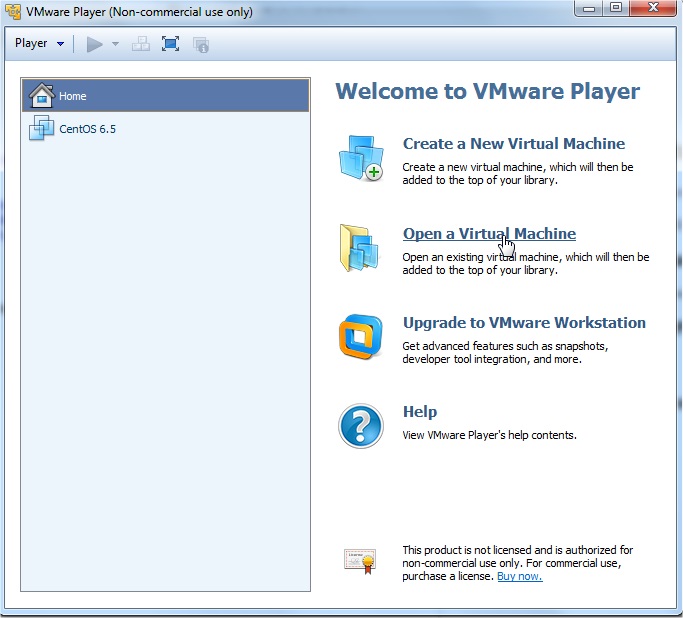 VMware Player (Non-commercial use only)
Player
Home
CentOS 6.5
Welcome to VMware Player
Create a New Virtual Machine
Create a new virtual machine, which will then be
added to the top of your library.
Open a Virtual Machine
Open an existing virtual machine, which will then be
added to the top of your library.
Upgrade to VMware Workstation
Get advanced features such as snapshots,
developer tool integration, and more.
Help
View VMware Player's help contents.
This product is not licensed and is authorized for
non-commercial use only. For commercial use,
purchase a license. Buy now.